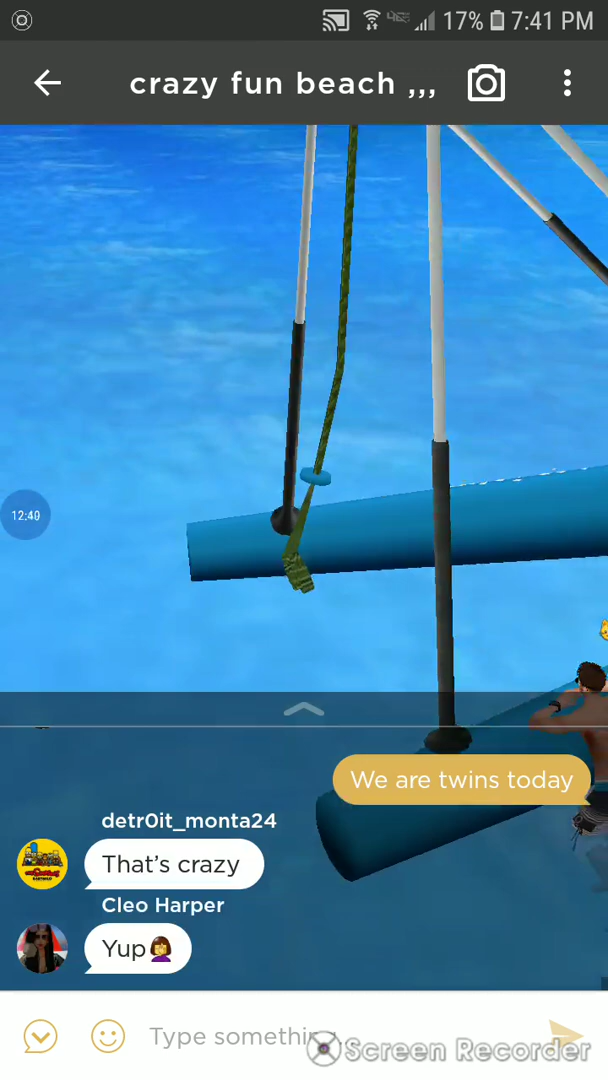 17% 7:41 PM
crazy fun beach ,,,
12:40
We are twins today
detr0it_monta24
That's crazy
Cleo Harper
Yup🤦‍♀️
Type something...
Screen Recorder